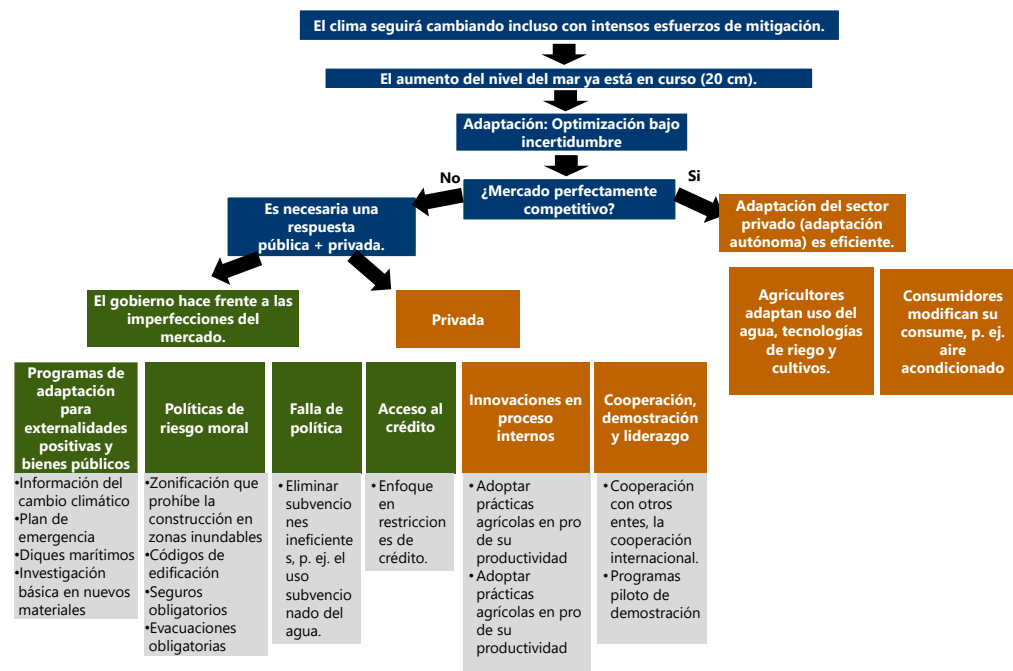 El clima seguirá cambiando incluso con intensos esfuerzos de mitigación.
El aumento del nivel del mar ya está en curso (20 cm).
Adaptación: Optimización bajo
incertidumbre
No
Si
¿Mercado perfectamente
competitivo?
Es necesaria una
respuesta
pública + privada.
Adaptación del sector
privado (adaptación
autónoma) es eficiente.
El gobierno hace frente a las
imperfecciones del
mercado.
Privada
Agricultores
adaptan uso del
agua, tecnologías
de riego y
cultivos.
Consumidores
modifican su
consume, p. ej.
aire
acondicionado
Programas de
adaptación
para
externalidades
positivas y
bienes públicos
•Información del
cambio climático
•Plan de
emergencia
•Diques marítimos
•Investigación
básica en nuevos
materiales
Políticas de
riesgo moral
•Zonificación que
prohíbe la
construcción en
zonas inundables
•Códigos de
edificación
•Seguros
obligatorios
•Evacuaciones
obligatorias
Falla de
política
• Eliminar
subvencio
nes
ineficiente
s, p. ej. el
uso
subvencio
nado del
agua.
Acceso al
crédito
• Enfoque
en
restriccion
es de
crédito.
Innovaciones en
proceso
internos
• Adoptar
prácticas
agrícolas en pro
de su
productividad
• Adoptar
prácticas
agrícolas en pro
de su
productividad
Cooperación,
demostración
y liderazgo
• Cooperación
con otros
entes, la
cooperación
internacional.
• Programas
piloto de
demostración